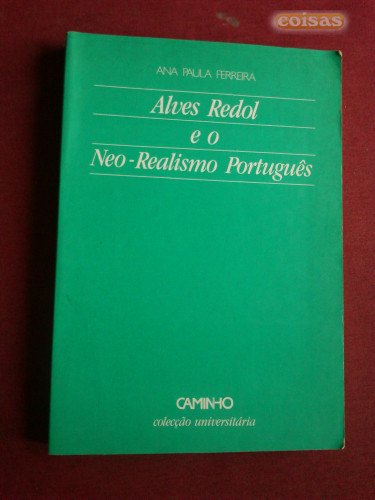 coisas
ANA PAULA FERREIRA
Alves Redol
e o
Neo-Realismo Português
CAMINHO
colecção universitária